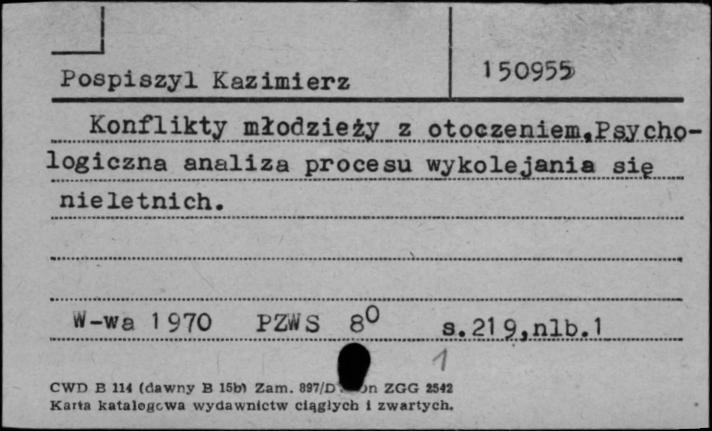 Pospiszyl Kazimierz 150955
Konflikty młodzieży z otoczeniem.Psycho-
logiczna analiza procesu wykolejania się
nieletnich.
W-wa 1970 PZWS 8⁰ s.219,nlb.1
1
CWD B 114 (dawny B 15b) Zam. 897/D ZGG 2542
Karta katalogowa wydawnictw ciągłych i zwartych.